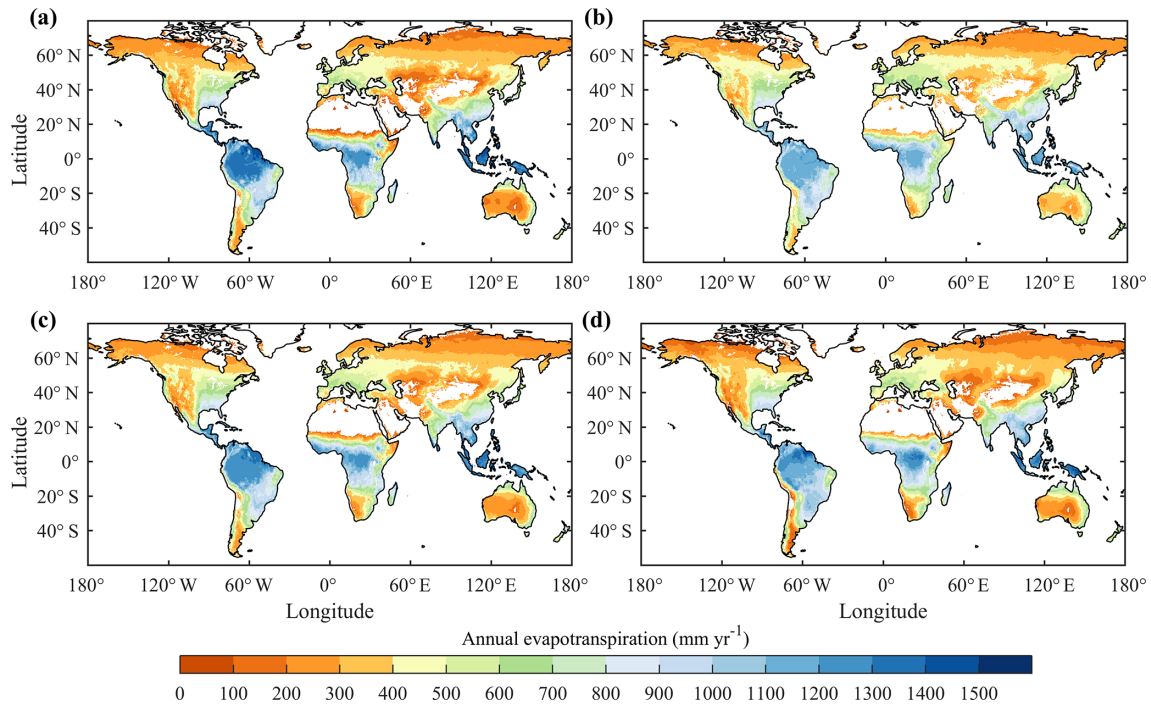 (a) (b)
60° N 60° N
40° N 40° N
20° N 20° N
Latitude 0° 0°
20° S 20° S
40° S 40° S
180° 120° W 60° W 0° 60° E 120° E 180° 180° 120° W 60° W 0° 60° E 120° E 180°
(c) (d)
60° N 60° N
40° N 40° N
20° N 20° N
Latitude 0° 0°
20° S 20° S
40° S 40° S
180° 120° W 60° W 0° 60° E 120° E 180° 180° 120° W 60° W 0° 60° E 120° E 180°
Longitude Longitude
Annual evapotranspiration (mm yr⁻¹)
0 100 200 300 400 500 600 700 800 900 1000 1100 1200 1300 1400 1500